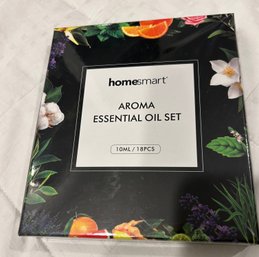 homesmart
AROMA
ESSENTIAL OIL SET
10ML / 18PCS